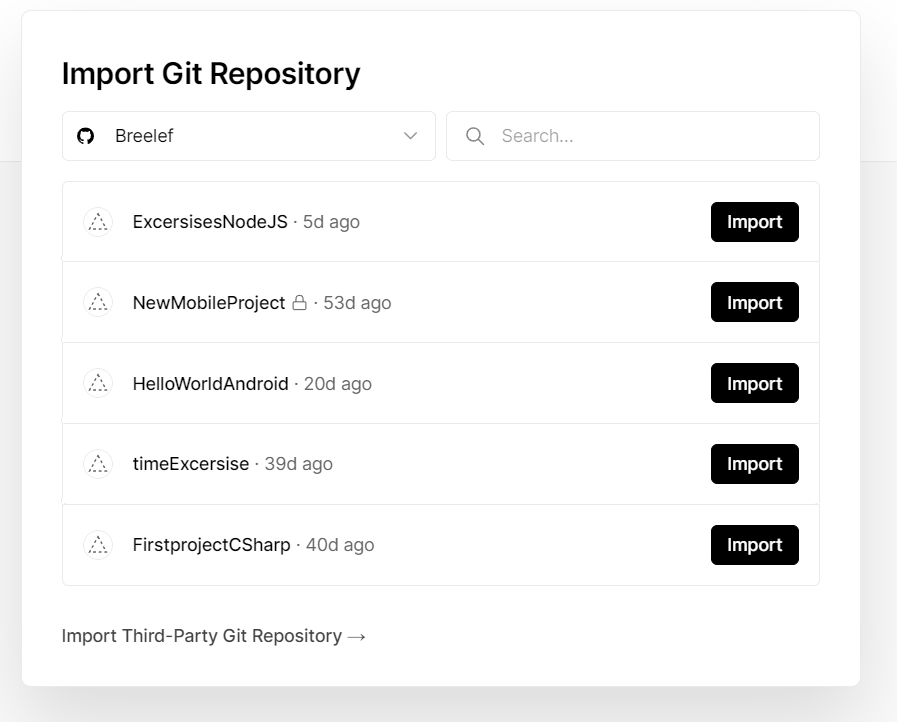 Import Git Repository
Breelef
Search...
ExcersisesNodeJS · 5d ago
Import
NewMobileProject · 53d ago
Import
HelloWorldAndroid · 20d ago
Import
timeExcersise · 39d ago
Import
FirstprojectCSharp · 40d ago
Import
Import Third-Party Git Repository →